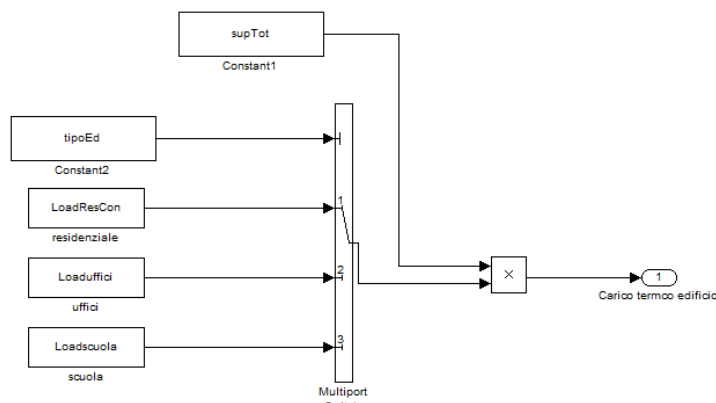 supTot
Constant1
tipoEd
Constant2
LoadResCon
1
residenziale
Loaduffici
2
uffici
×
1
Carico termco edificio
Loadscuola
3
scuola
Multiport